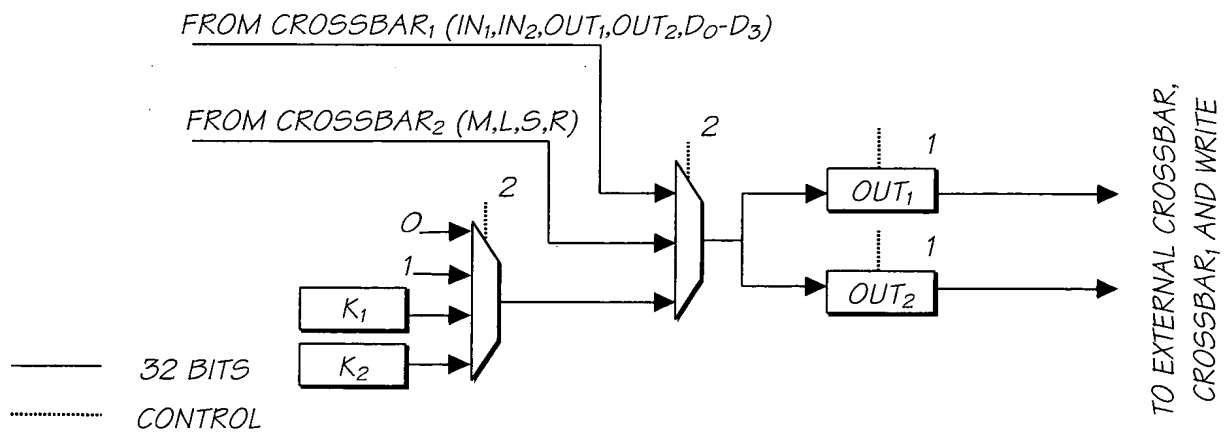 FROM CROSSBAR₁ (IN₁,IN₂,OUT₁,OUT₂,D₀-D₃)
FROM CROSSBAR₂ (M,L,S,R)
2
2
1
OUT₁
0
1
1
OUT₂
K₁
K₂
32 BITS
CONTROL
TO EXTERNAL CROSSBAR,
CROSSBAR₁ AND WRITE